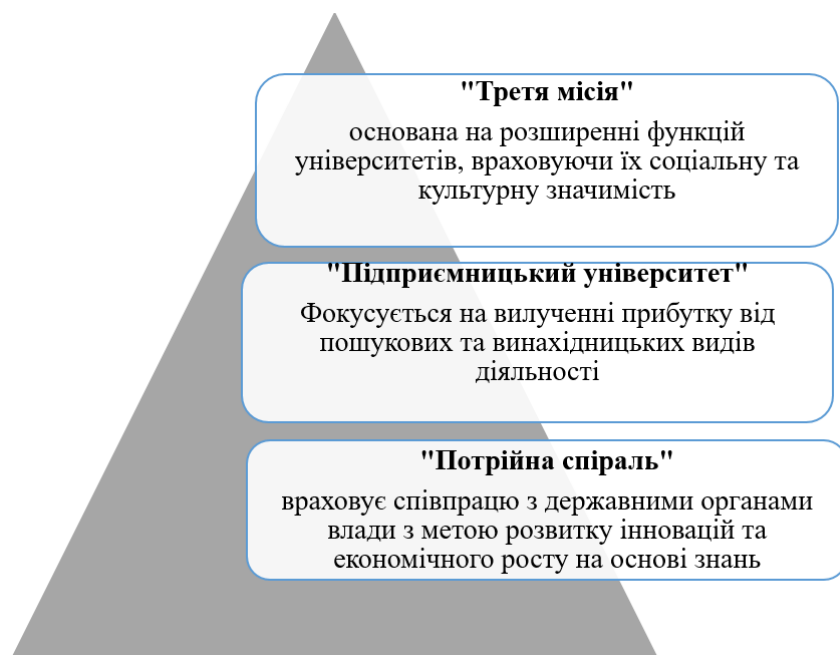 "Третя місія"
основана на розширенні функцій
університетів, враховуючи їх соціальну та
культурну значимість
"Підприємницький університет"
Фокусується на вилученні прибутку від
пошукових та винахідницьких видів
діяльності
"Потрійна спіраль"
враховує співпрацю з державними органами
влади з метою розвитку інновацій та
економічного росту на основі знань